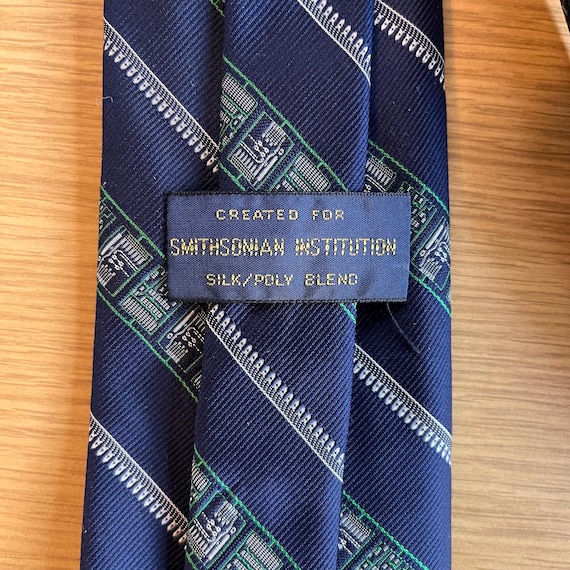 CREATED FOR
SMITHSONIAN INSTITUTION
SILK/POLY BLEND